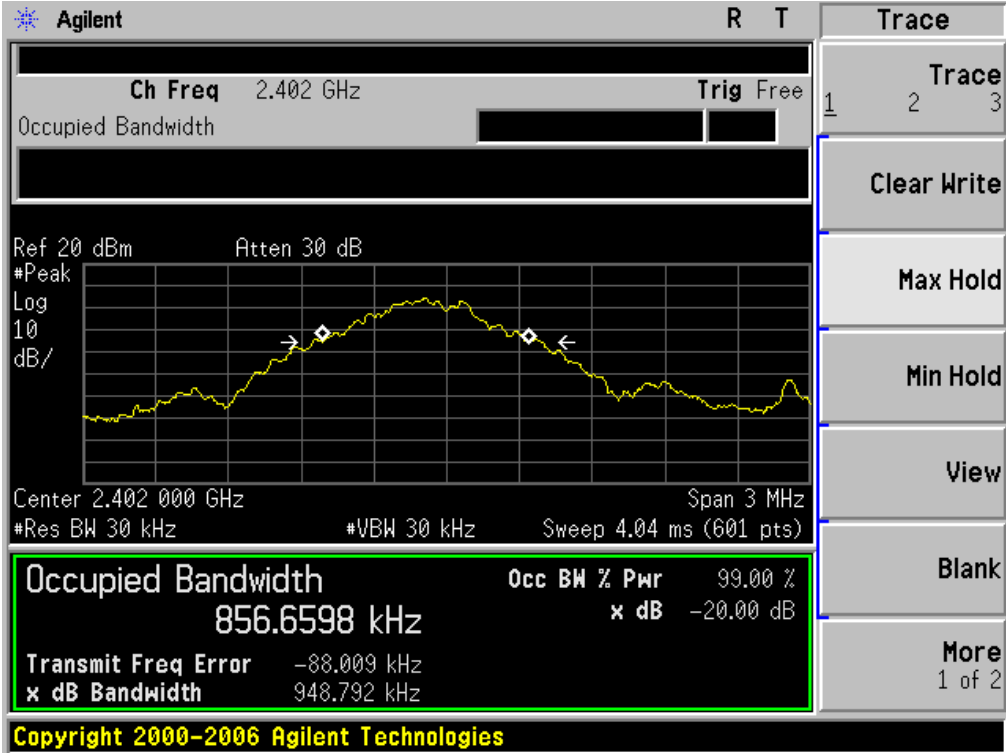 Agilent R T Trace
Ch Freq 2.402 GHz Trig Free
Occupied Bandwidth
Trace
1 2 3
Clear Write
Max Hold
Min Hold
View
Blank
More
1 of 2
Ref 20 dBm Atten 30 dB
#Peak
Log
10
dB/
Center 2.402 000 GHz Span 3 MHz
#Res BW 30 kHz #VBW 30 kHz Sweep 4.04 ms (601 pts)
Occupied Bandwidth Occ BW % Pwr 99.00 %
856.6598 kHz x dB -20.00 dB
Transmit Freq Error -88.009 kHz
x dB Bandwidth 948.792 kHz
Copyright 2000-2006 Agilent Technologies